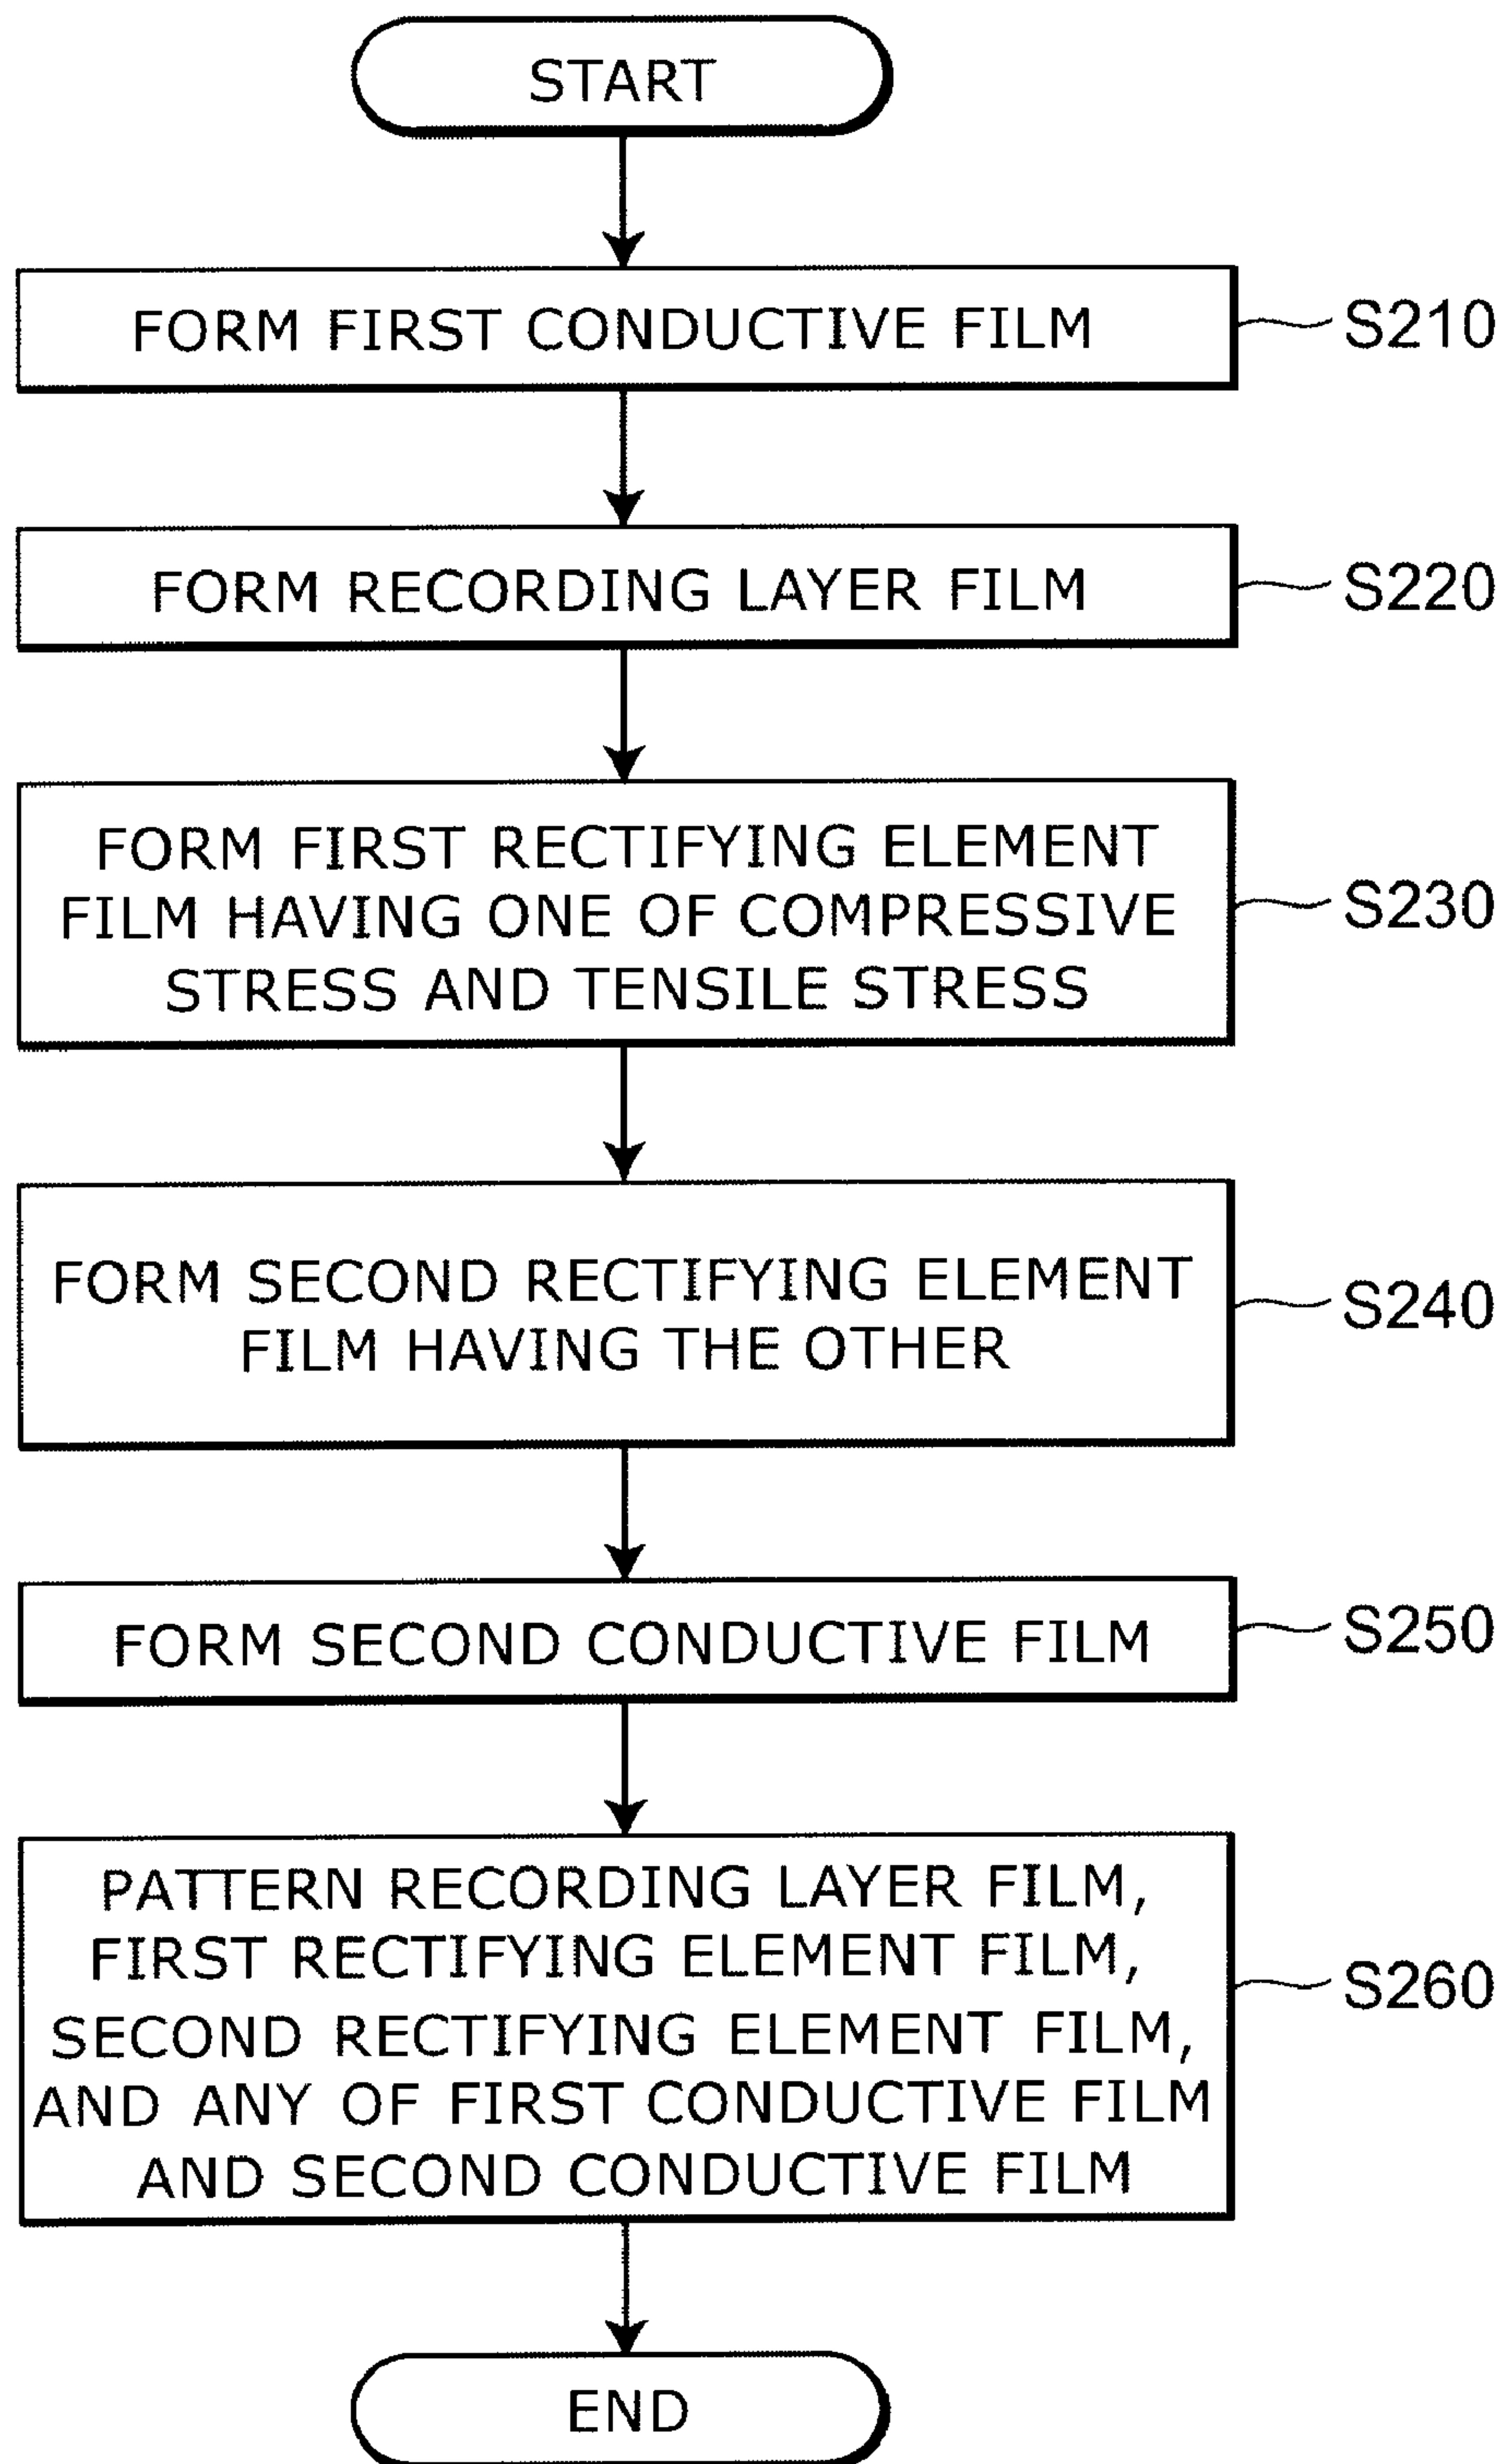 START
FORM FIRST CONDUCTIVE FILM
S210
FORM RECORDING LAYER FILM
S220
FORM FIRST RECTIFYING ELEMENT
FILM HAVING ONE OF COMPRESSIVE
STRESS AND TENSILE STRESS
S230
FORM SECOND RECTIFYING ELEMENT
FILM HAVING THE OTHER
S240
FORM SECOND CONDUCTIVE FILM
S250
PATTERN RECORDING LAYER FILM,
FIRST RECTIFYING ELEMENT FILM,
SECOND RECTIFYING ELEMENT FILM,
AND ANY OF FIRST CONDUCTIVE FILM
AND SECOND CONDUCTIVE FILM
S260
END